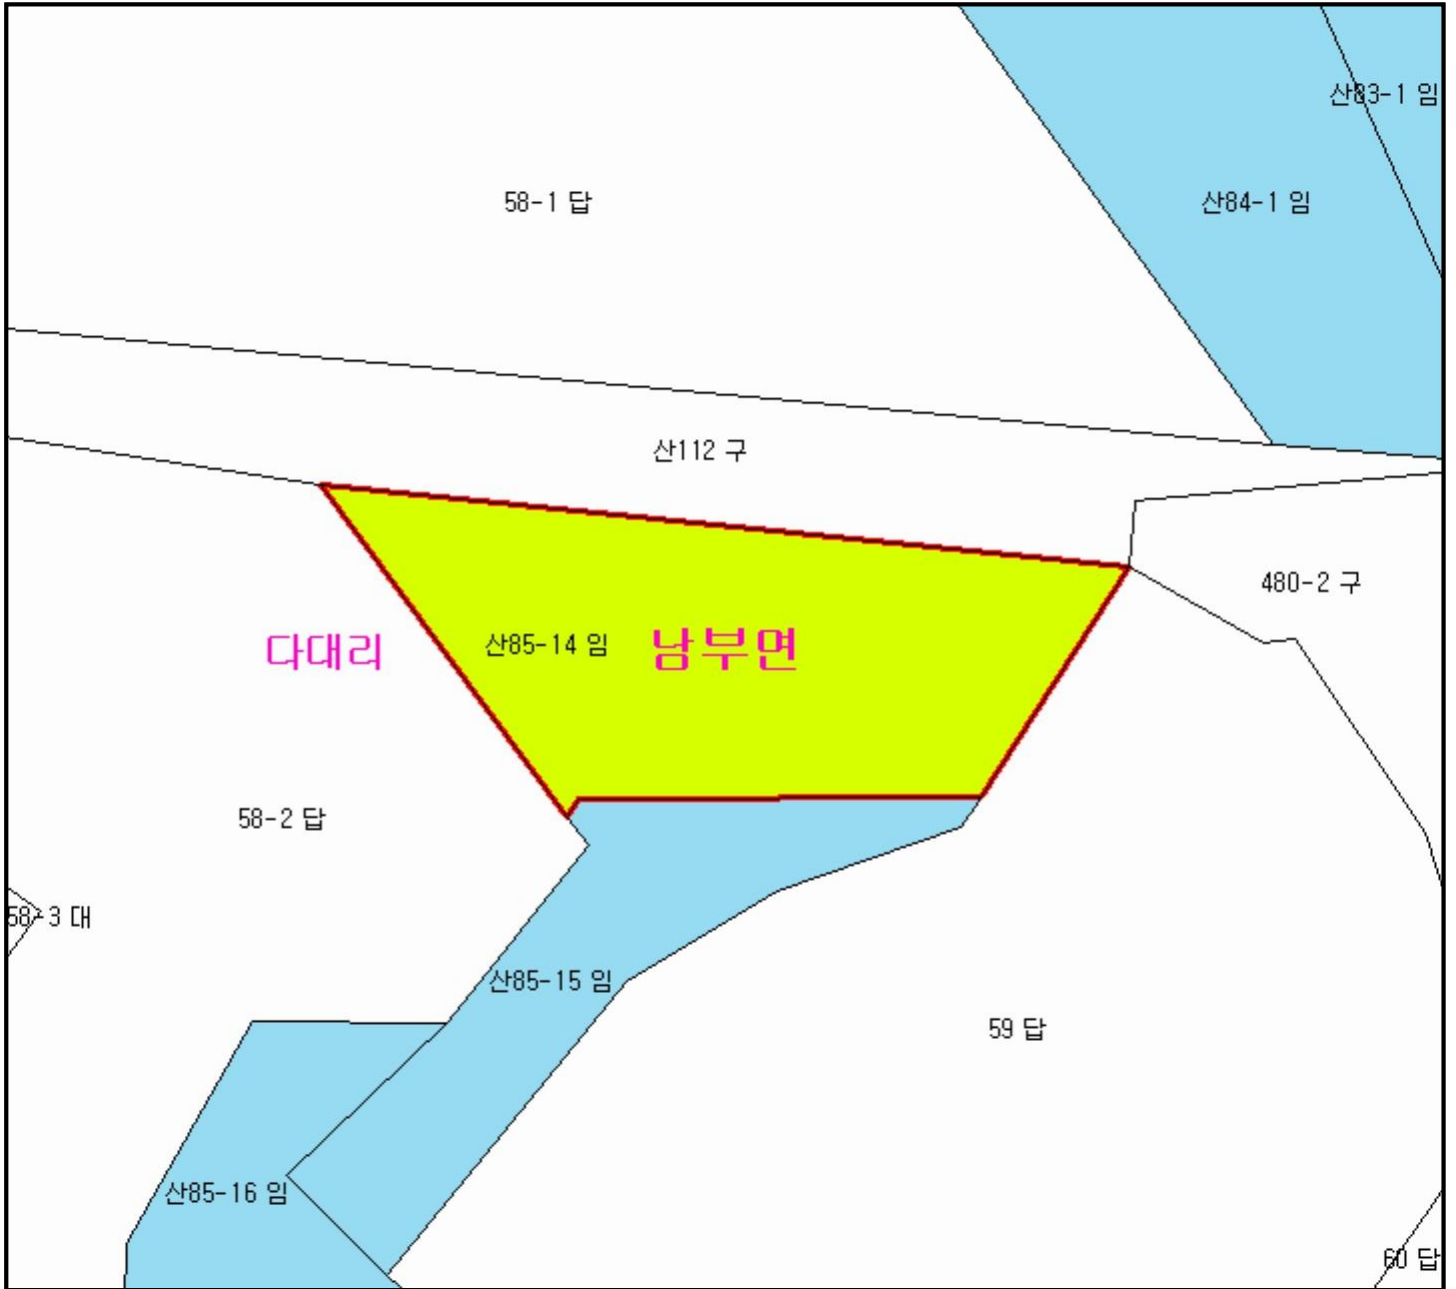 산83-1 임
58-1 답
산84-1 임
산112 구
480-2 구
다대리
산85-14 임
남부면
58-2 답
58-3 대
산85-15 임
59 답
산85-16 임
60 답